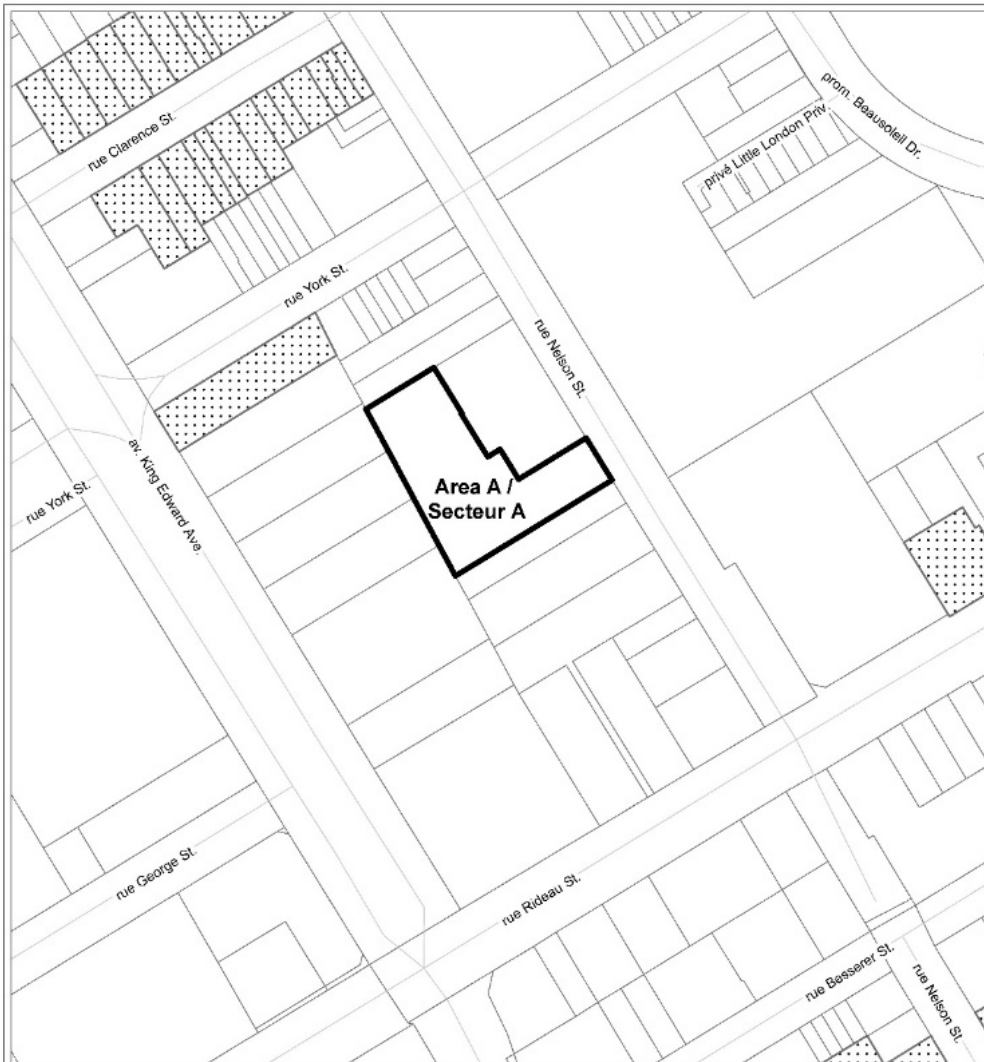 rue Clarence St.
prom. Beausoleil Dr.
privé Little London Priv.
rue York St.
rue Nelson St.
av. King Edward Ave.
rue York St.
Area A /
Secteur A
rue George St.
rue Rideau St.
rue Besserer St.
rue Nelson St.